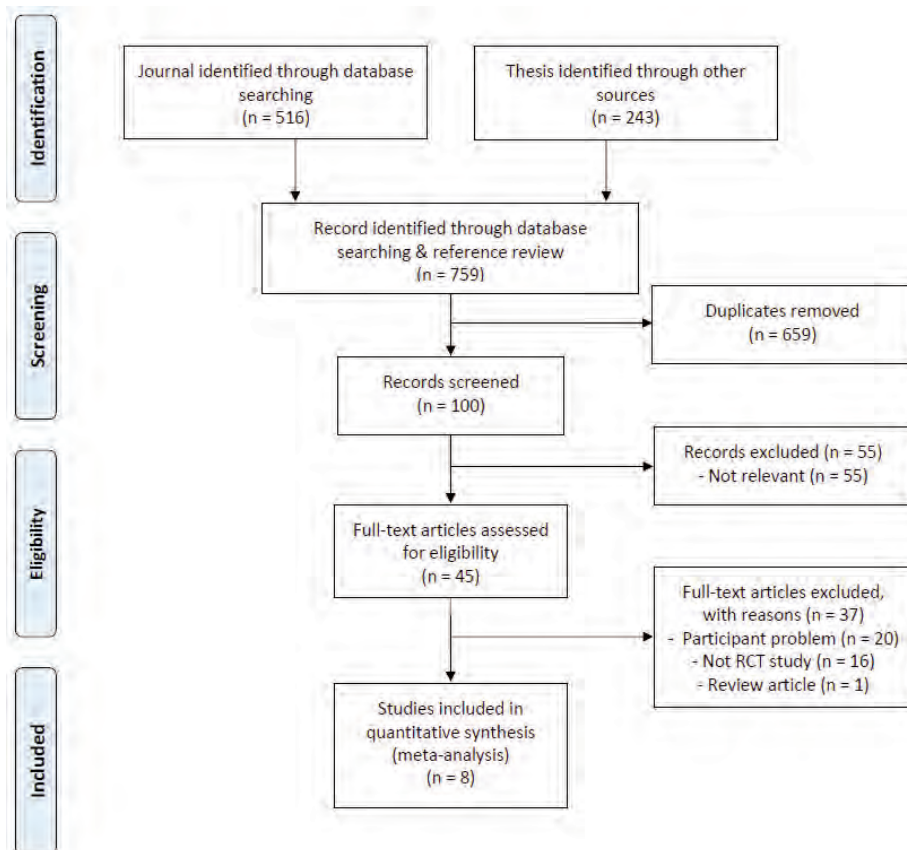 Identification
Journal identified through database
searching
(n = 516)
Thesis identified through other
sources
(n = 243)
Record identified through database
searching & reference review
(n = 759)
Screening
Duplicates removed
(n = 659)
Records screened
(n = 100)
Records excluded (n = 55)
- Not relevant (n = 55)
Eligibility
Full-text articles assessed
for eligibility
(n = 45)
Full-text articles excluded,
with reasons (n = 37)
- Participant problem (n = 20)
- Not RCT study (n = 16)
- Review article (n = 1)
Included
Studies included in
quantitative synthesis
(meta-analysis)
(n = 8)